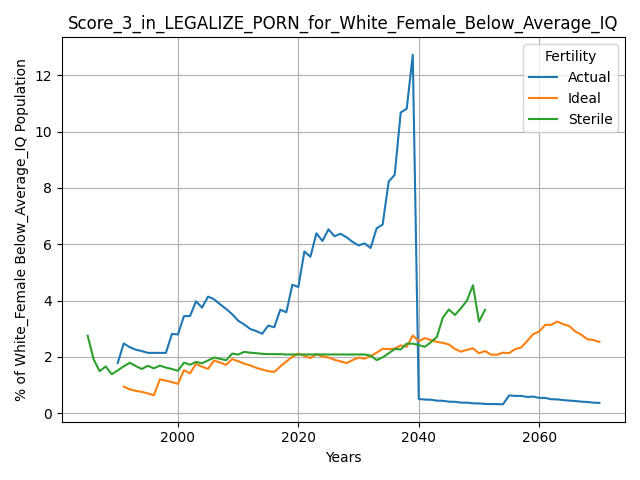 Score_3_in_LEGALIZE_PORN_for_White_Female_Below_Average_IQ
% of White_Female Below_Average_IQ Population
12
10
8
6
4
2
0
2000
2020
2040
2060
Years
Fertility
Actual
Ideal
Sterile